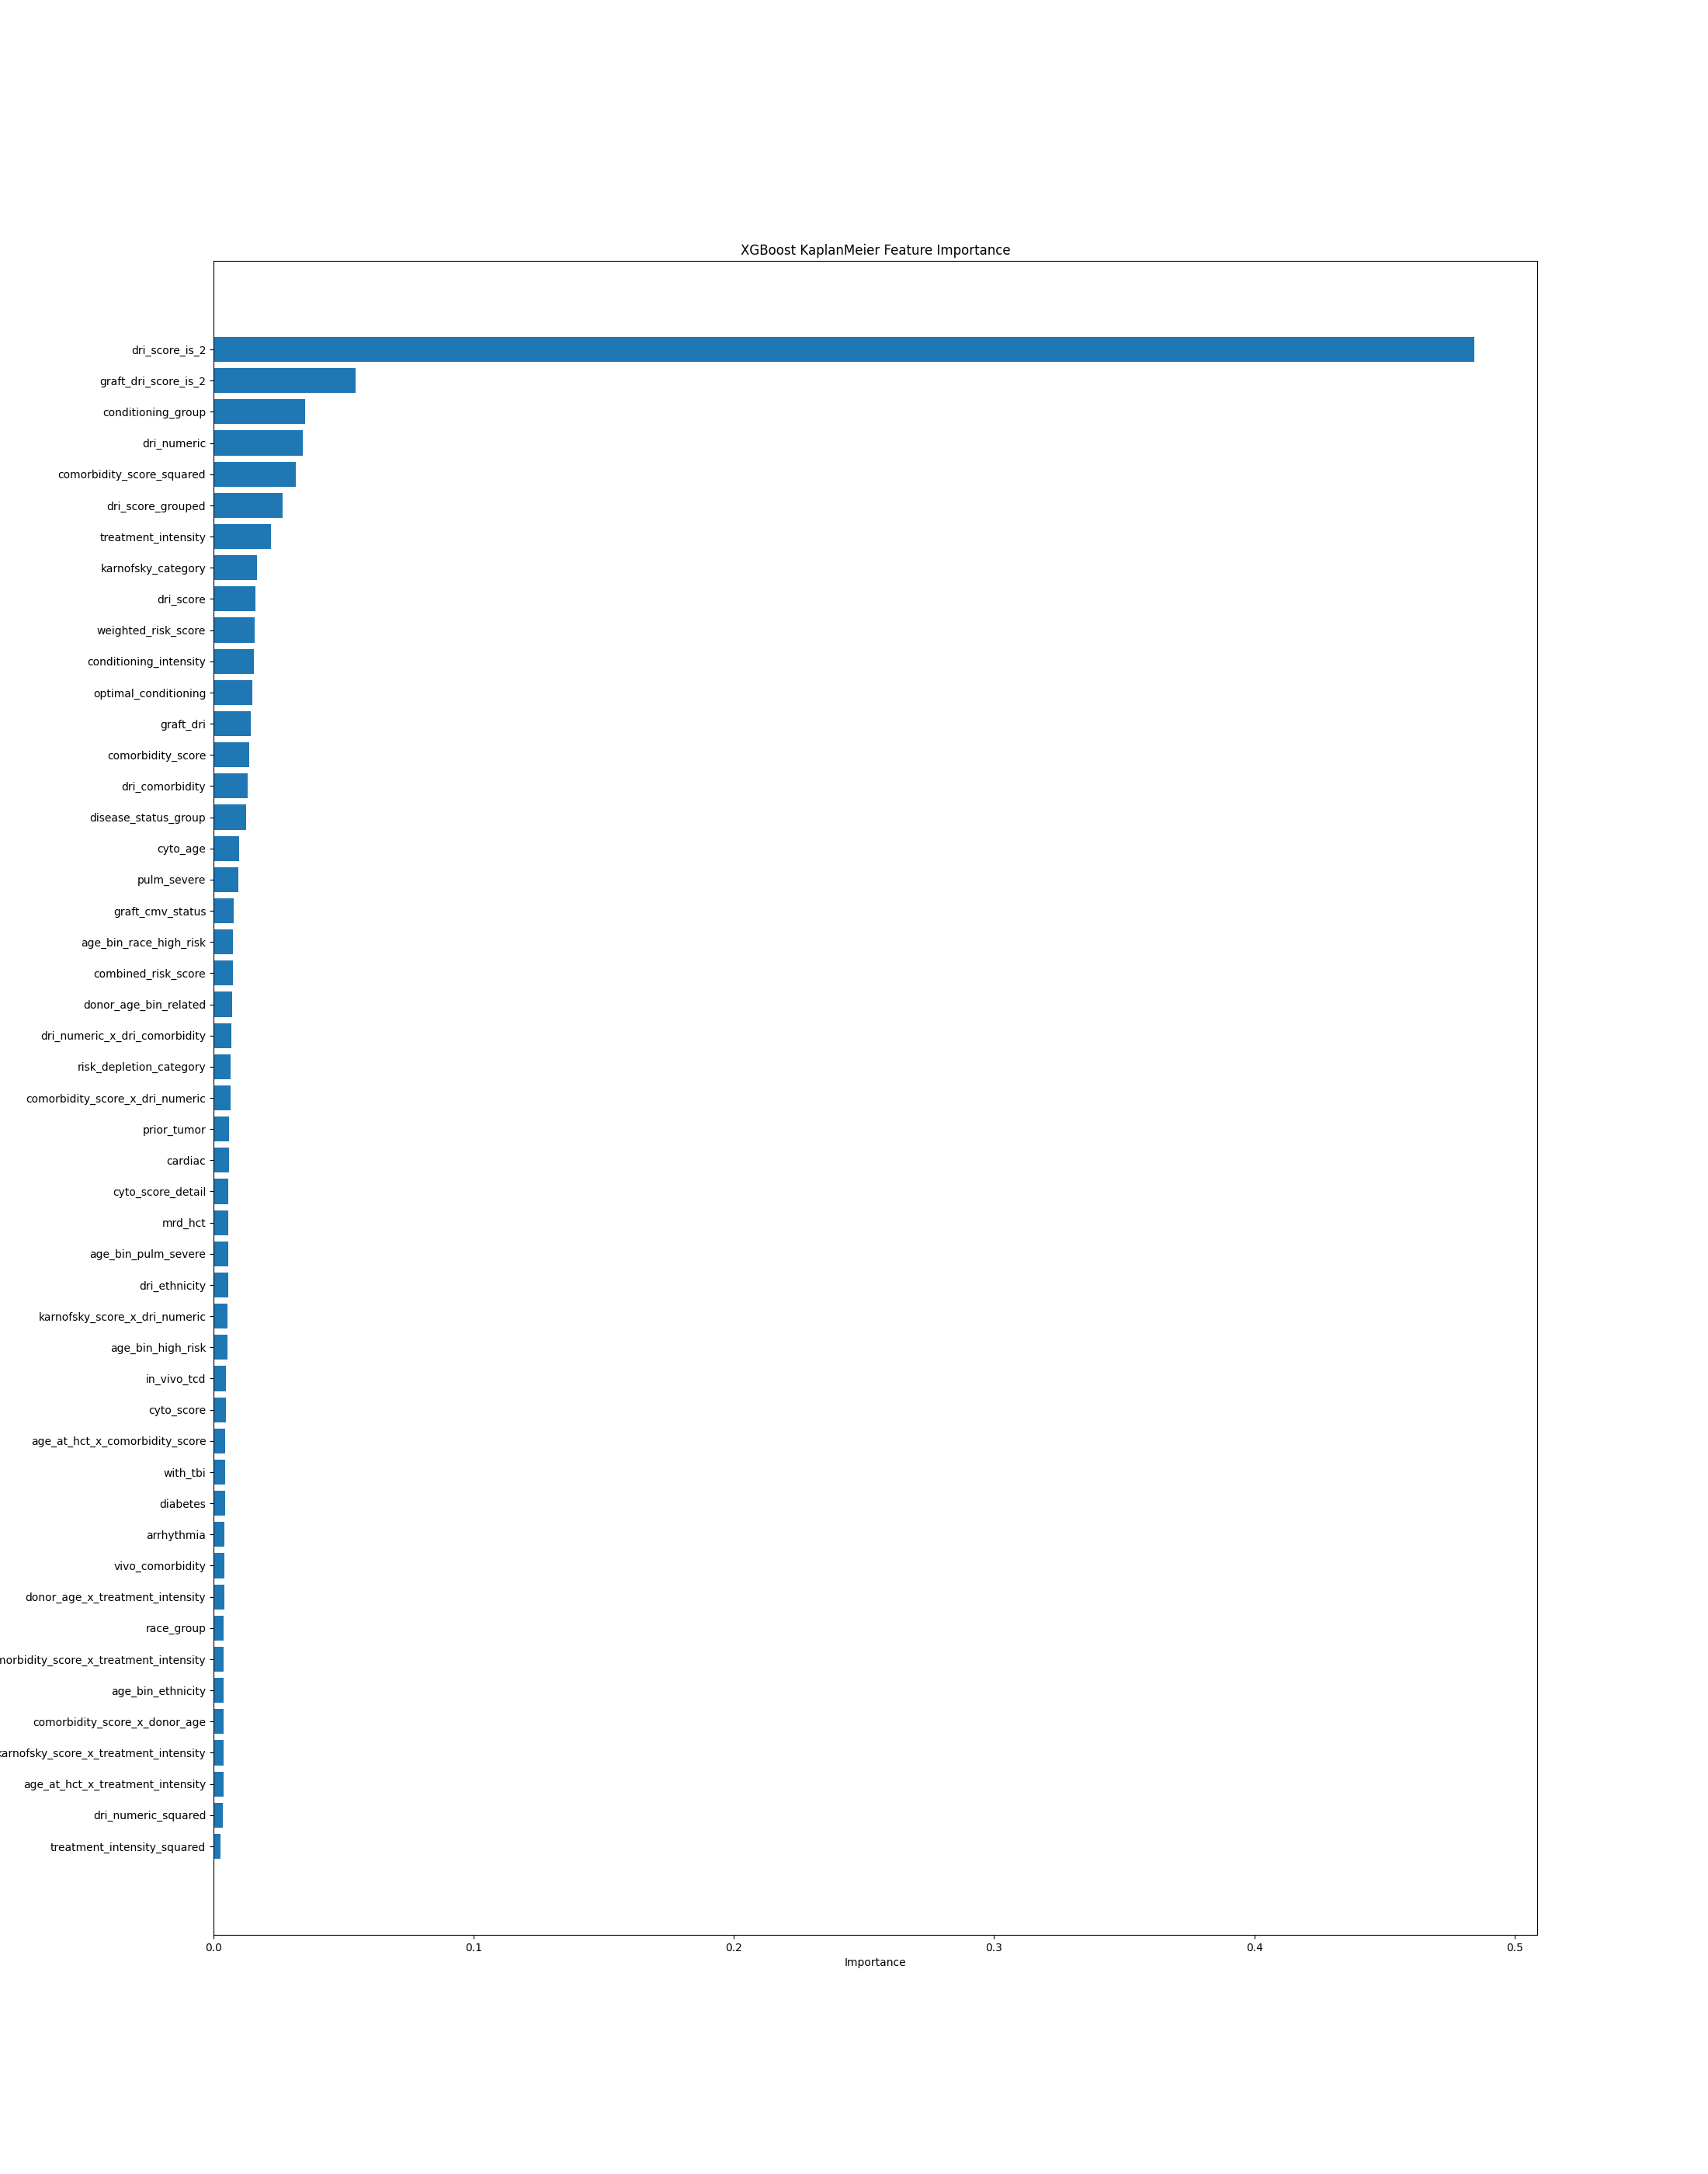 XGBoost KaplanMeier Feature Importance
dri_score_is_2
graft_dri_score_is_2
conditioning_group
dri_numeric
comorbidity_score_squared
dri_score_grouped
treatment_intensity
karnofsky_category
dri_score
weighted_risk_score
conditioning_intensity
optimal_conditioning
graft_dri
comorbidity_score
dri_comorbidity
disease_status_group
cyto_age
pulm_severe
graft_cmv_status
age_bin_race_high_risk
combined_risk_score
donor_age_bin_related
dri_numeric_x_dri_comorbidity
risk_depletion_category
comorbidity_score_x_dri_numeric
prior_tumor
cardiac
cyto_score_detail
mrd_hct
age_bin_pulm_severe
dri_ethnicity
karnofsky_score_x_dri_numeric
age_bin_high_risk
in_vivo_tcd
cyto_score
age_at_hct_x_comorbidity_score
with_tbi
diabetes
arrhythmia
vivo_comorbidity
donor_age_x_treatment_intensity
race_group
morbidity_score_x_treatment_intensity
age_bin_ethnicity
comorbidity_score_x_donor_age
karnofsky_score_x_treatment_intensity
age_at_hct_x_treatment_intensity
dri_numeric_squared
treatment_intensity_squared
0.0 0.1 0.2 0.3 0.4 0.5
Importance